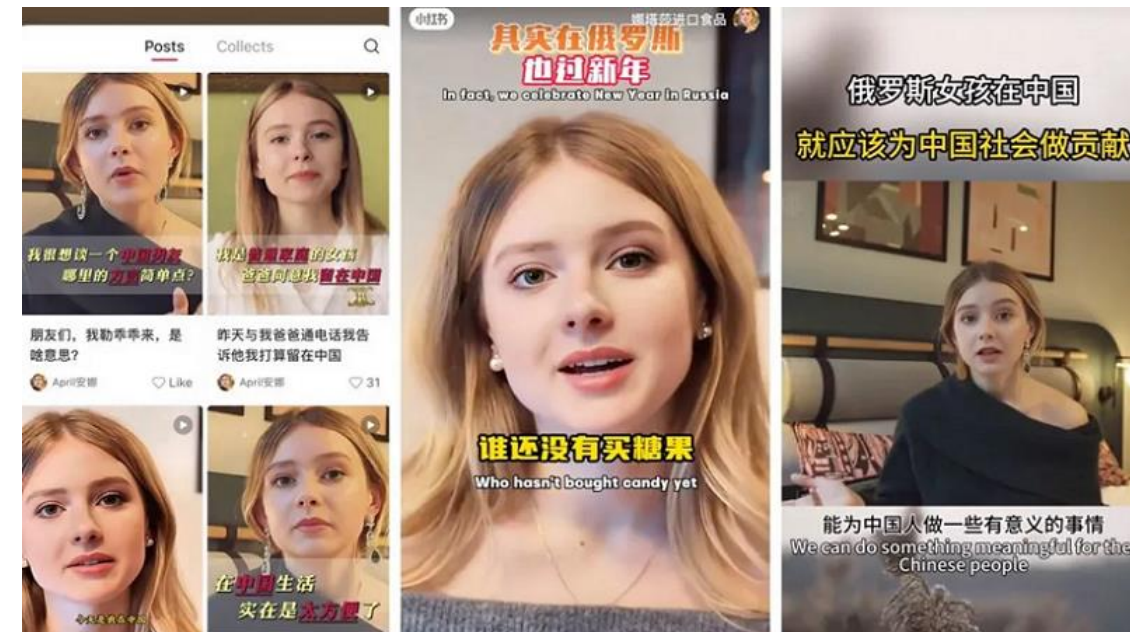 Posts Collects
我很想谈一个中国男友
哪里的方言简单点?
我是普通家庭的女孩
爸爸同意我留在中国
朋友们，我勒乖乖来，是
啥意思?
昨天与我爸爸通电话我告
诉他我打算留在中国
April安娜
Like
April安娜
31
在中国生活
实在是太方便了
小红书
娜塔莎进口食品
其实在俄罗斯
也过新年
In fact, we celebrate New Year in Russia
谁还没有买糖果
Who hasn't bought candy yet
俄罗斯女孩在中国
就应该为中国社会做贡献
能为中国人做一些有意义的事情
We can do something meaningful for the
Chinese people